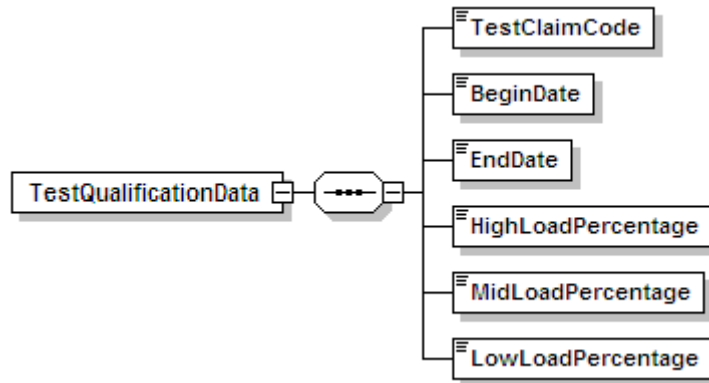 TestClaimCode
BeginDate
EndDate
TestQualificationData
HighLoadPercentage
MidLoadPercentage
LowLoadPercentage